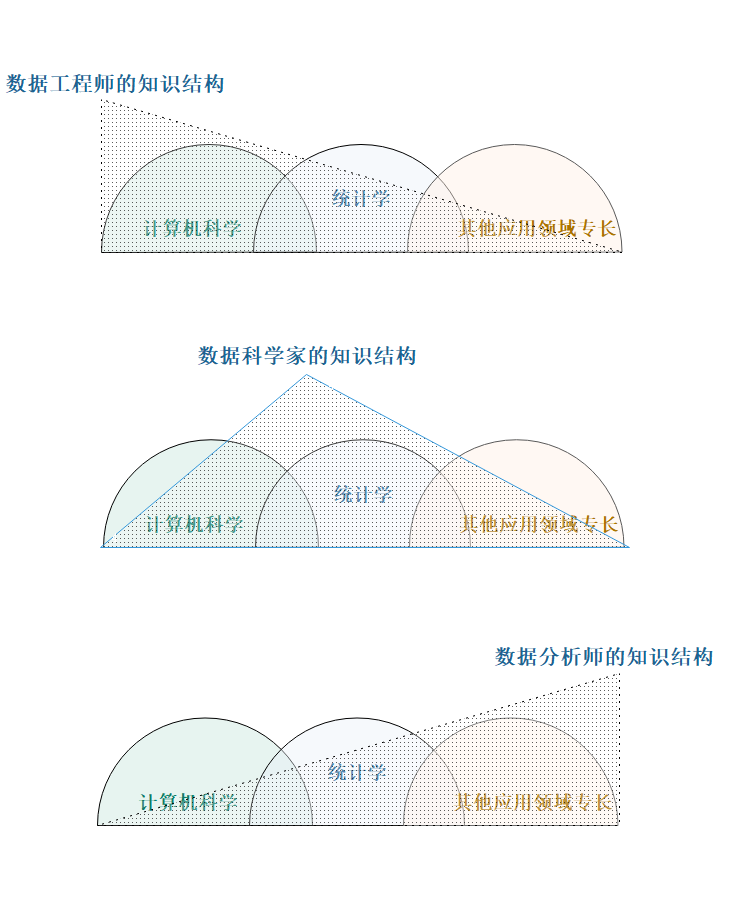 数据工程师的知识结构
统计学
计算机科学
其他应用领域专长
数据科学家的知识结构
统计学
计算机科学
其他应用领域专长
数据分析师的知识结构
统计学
计算机科学
其他应用领域专长